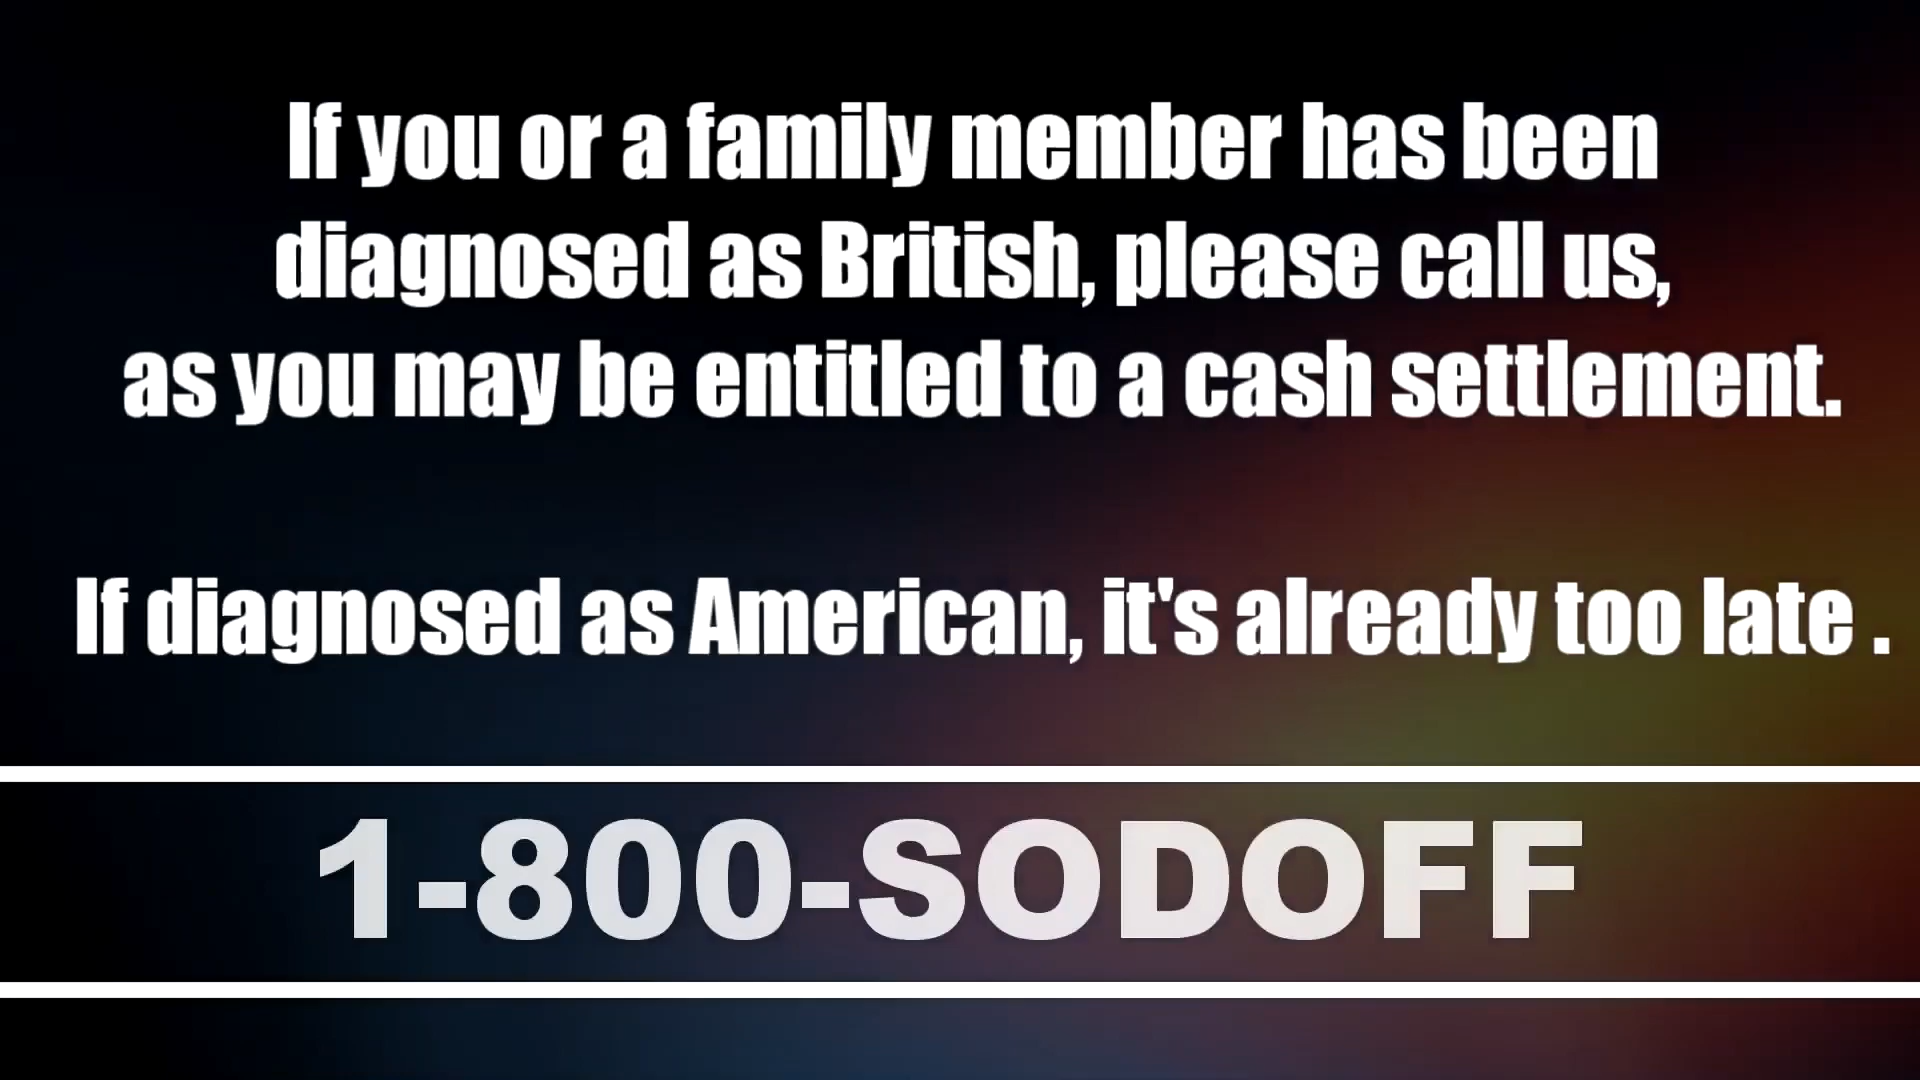 If you or a family member has been
diagnosed as British, please call us,
as you may be entitled to a cash settlement.
If diagnosed as American, it's already too late .
1-800-SODOFF